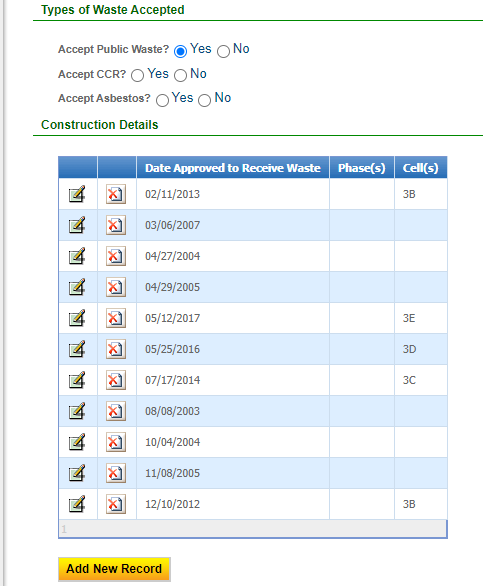 Types of Waste Accepted
Accept Public Waste? Yes No
Accept CCR? Yes No
Accept Asbestos? Yes No
Construction Details
Date Approved to Receive Waste Phase(s) Cell(s)
02/11/2013 3B
03/06/2007
04/27/2004
04/29/2005
05/12/2017 3E
05/25/2016 3D
07/17/2014 3C
08/08/2003
10/04/2004
11/08/2005
12/10/2012 3B
1
Add New Record